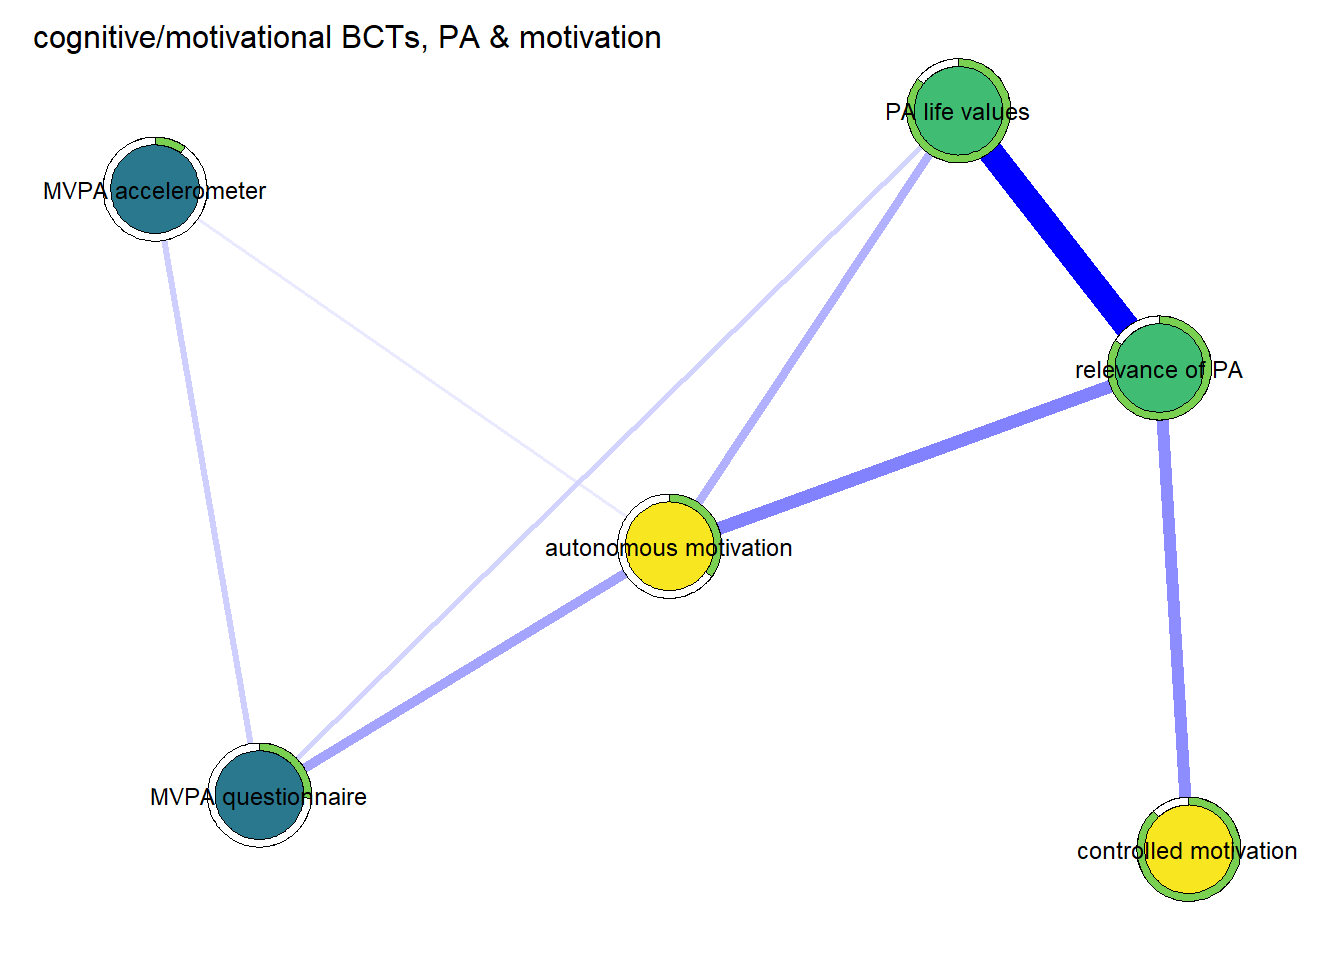 cognitive/motivational BCTs, PA & motivation
PA life values
MVPA accelerometer
relevance of PA
autonomous motivation
MVPA questionnaire
controlled motivation